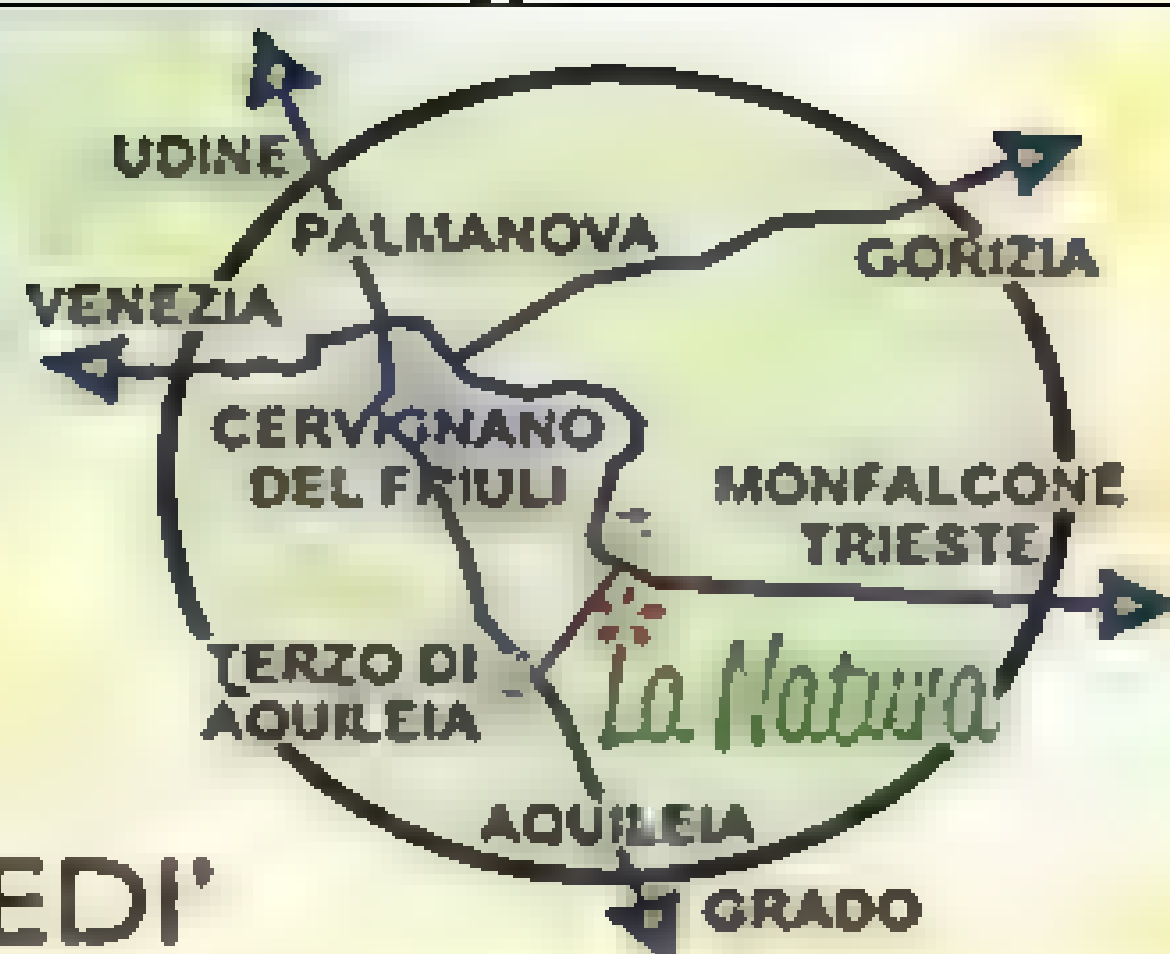 UDINE
PALMANOVA
GORIZIA
VENEZIA
CERVIGNANO
DEL FRIULI
MONFALCONE
TRIESTE
TERZO DI
AQUILEIA
La Natura
AQUILEIA
EDI'
GRADO